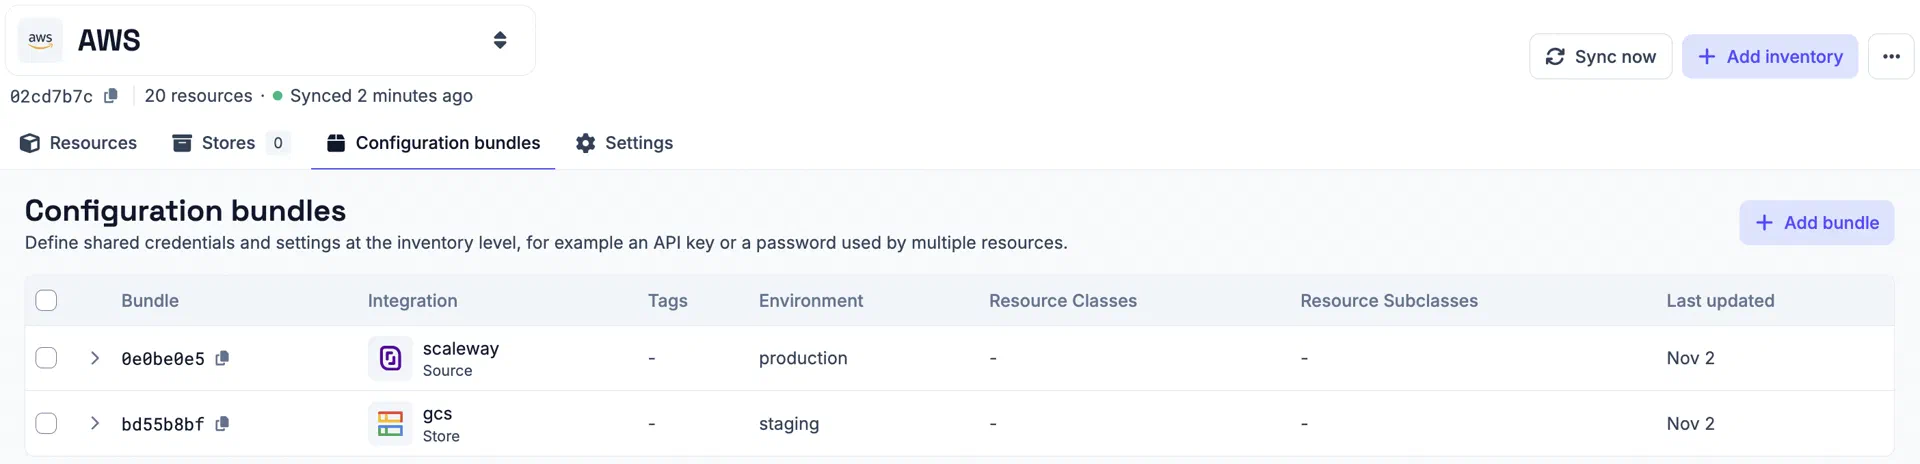 aws AWS
Sync now + Add inventory ...
02cd7b7c 20 resources · Synced 2 minutes ago
Resources Stores 0 Configuration bundles Settings
Configuration bundles
Define shared credentials and settings at the inventory level, for example an API key or a password used by multiple resources.
+ Add bundle
Bundle Integration Tags Environment Resource Classes Resource Subclasses Last updated
0e0be0e5 scaleway - production - - Nov 2
Source
bd55b8bf gcs - staging - - Nov 2
Store